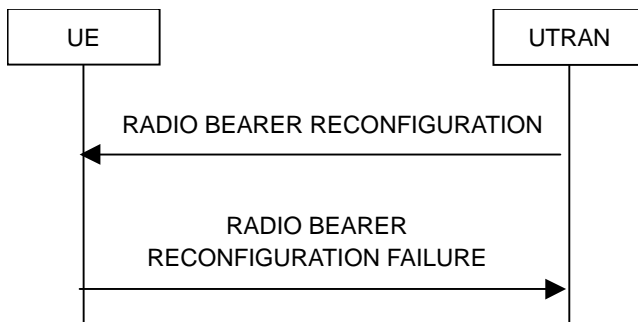 UE
UTRAN
RADIO BEARER RECONFIGURATION
RADIO BEARER
RECONFIGURATION FAILURE